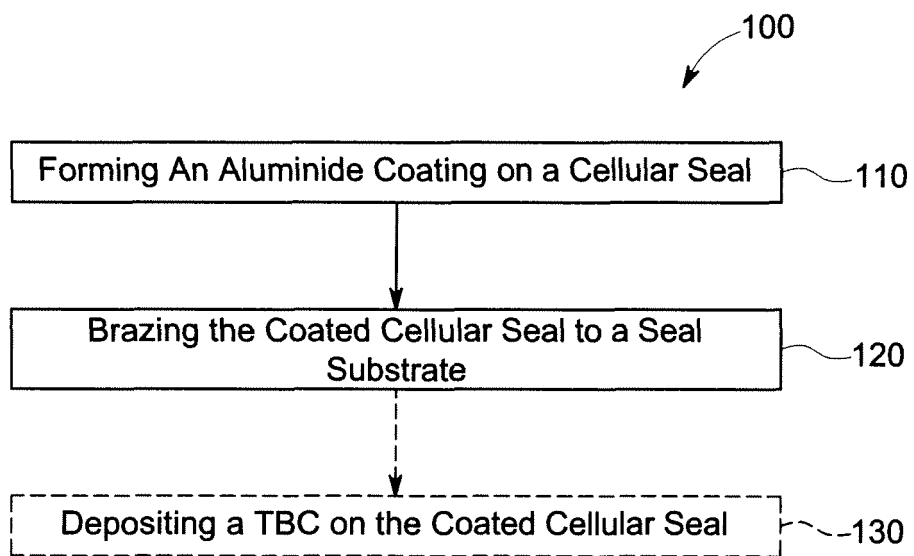 100
Forming An Aluminide Coating on a Cellular Seal
110
Brazing the Coated Cellular Seal to a Seal
Substrate
120
Depositing a TBC on the Coated Cellular Seal
130